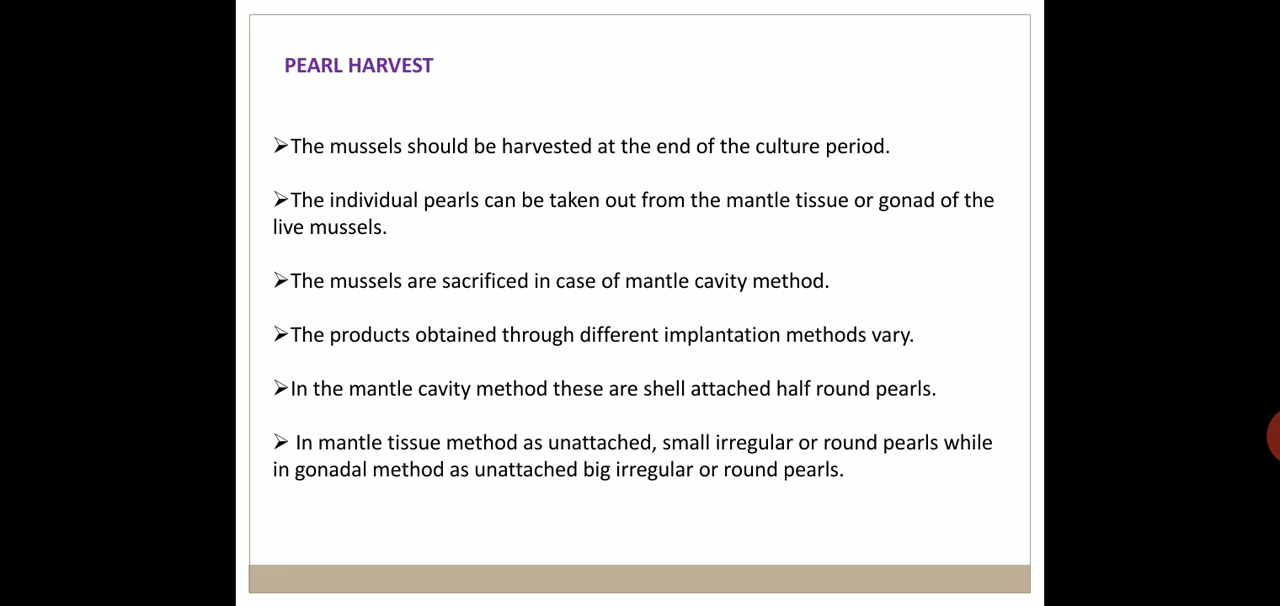 PEARL HARVEST
➢The mussels should be harvested at the end of the culture period.
➢The individual pearls can be taken out from the mantle tissue or gonad of the
live mussels.
➢The mussels are sacrificed in case of mantle cavity method.
➢The products obtained through different implantation methods vary.
➢In the mantle cavity method these are shell attached half round pearls.
➢ In mantle tissue method as unattached, small irregular or round pearls while
in gonadal method as unattached big irregular or round pearls.